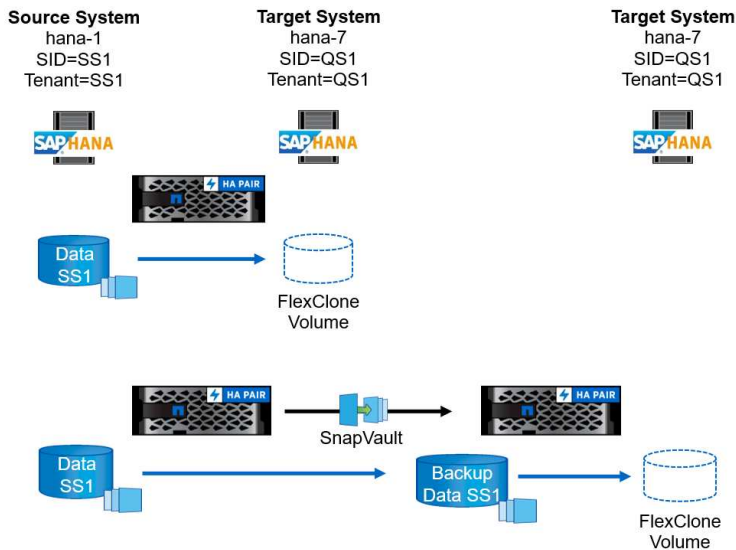 Source System
hana-1
SID=SS1
Tenant=SS1
Target System
hana-7
SID=QS1
Tenant=QS1
Target System
hana-7
SID=QS1
Tenant=QS1
SAP HANA
SAP HANA
SAP HANA
HA PAIR
Data
SS1
FlexClone
Volume
HA PAIR
SnapVault
HA PAIR
Data
SS1
Backup
Data SS1
FlexClone
Volume